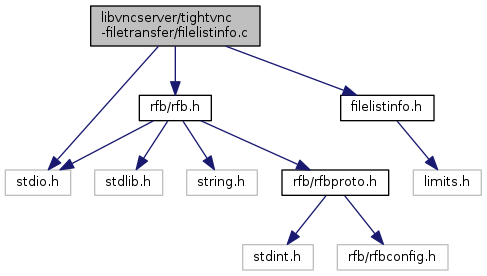 libvncserver/tightvnc
-filetransfer/filelistinfo.c
rfb/rfb.h
filelistinfo.h
stdio.h
stdlib.h
string.h
rfb/rfbproto.h
limits.h
stdint.h
rfb/rfbconfig.h